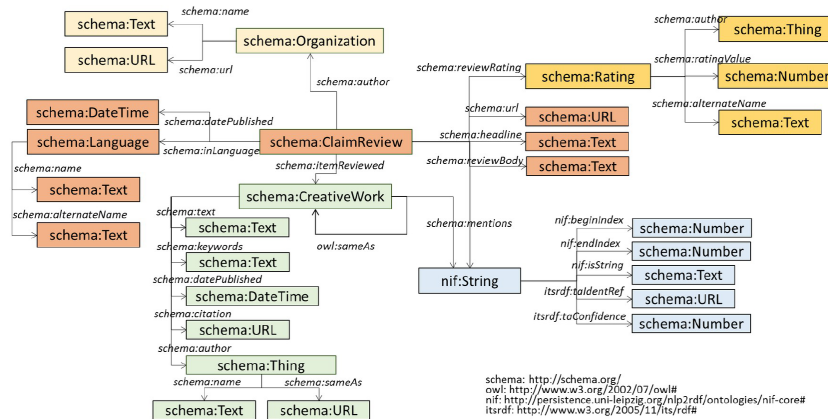 schema:name
schema:Text
schema:Organization
schema:URL
schema:url
schema:author
schema:reviewRating
schema:Rating
schema:author
schema:Thing
schema:ratingValue
schema:Number
schema:alternateName
schema:Text
schema:DateTime
schema:datePublished
schema:Language
schema:inLanguage
schema:ClaimReview
schema:url
schema:URL
schema:headline
schema:Text
schema:reviewBody
schema:Text
schema:name
schema:Text
schema:alternateName
schema:Text
schema:itemReviewed
schema:CreativeWork
schema:text
schema:Text
owl:sameAs
schema:mentions
schema:keywords
schema:Text
schema:datePublished
schema:DateTime
schema:citation
schema:URL
schema:author
schema:Thing
schema:name
schema:sameAs
schema:Text
schema:URL
nif:String
nif:beginIndex
schema:Number
nif:endIndex
schema:Number
nif:isString
schema:Text
itsrdf:taIdentRef
schema:URL
itsrdf:taConfidence
schema:Number
schema: http://schema.org/
owl: http://www.w3.org/2002/07/owl#
nif: http://persistence.uni-leipzig.org/nlp2rdf/ontologies/nif-core#
itsrdf: http://www.w3.org/2005/11/its/rdf#